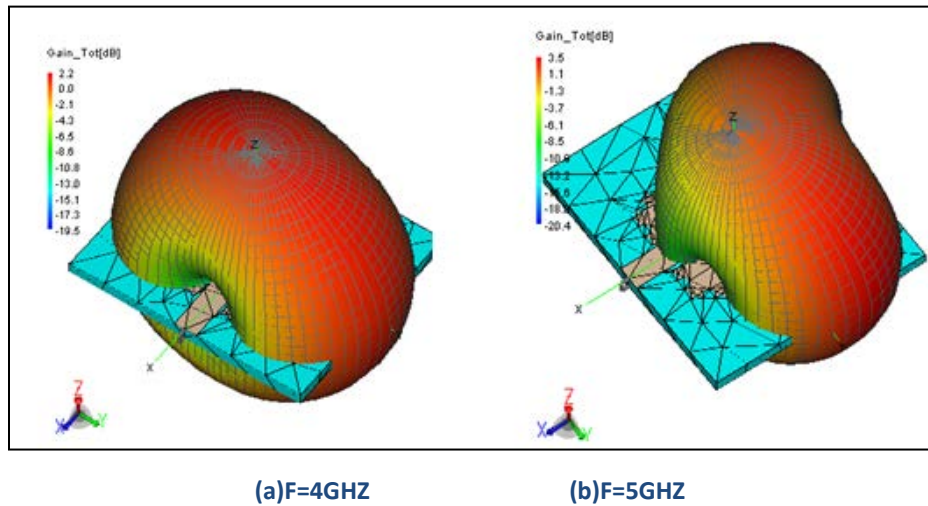 Gain_Tot[dB]
2.2
0.0
-2.1
-4.3
-6.5
-8.6
-10.8
-13.0
-15.1
-17.3
-19.5
Z
X
Z
X
Y
Gain_Tot[dB]
3.5
1.1
-1.3
-3.7
-6.1
-8.5
-20.4
Z
X
Z
X
Y
(a)F=4GHZ
(b)F=5GHZ